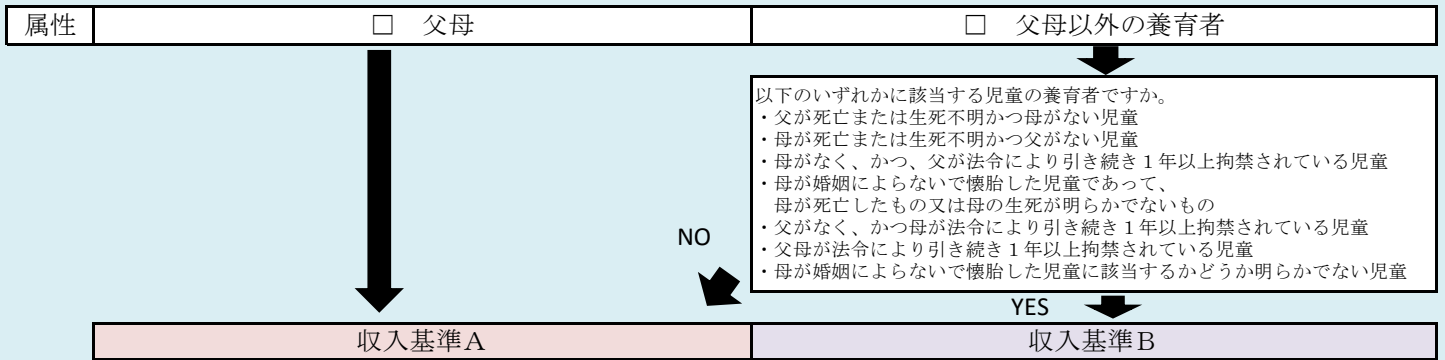 属性 □ 父母 □ 父母以外の養育者
以下のいずれかに該当する児童の養育者ですか。
・父が死亡または生死不明かつ母がない児童
・母が死亡または生死不明かつ父がない児童
・母がなく、かつ、父が法令により引き続き１年以上拘禁されている児童
・母が婚姻によらないで懐胎した児童であって、
母が死亡したもの又は母の生死が明らかでないもの
・父がなく、かつ母が法令により引き続き１年以上拘禁されている児童
・父母が法令により引き続き１年以上拘禁されている児童
・母が婚姻によらないで懐胎した児童に該当するかどうか明らかでない児童
NO
YES
収入基準Ａ 収入基準Ｂ